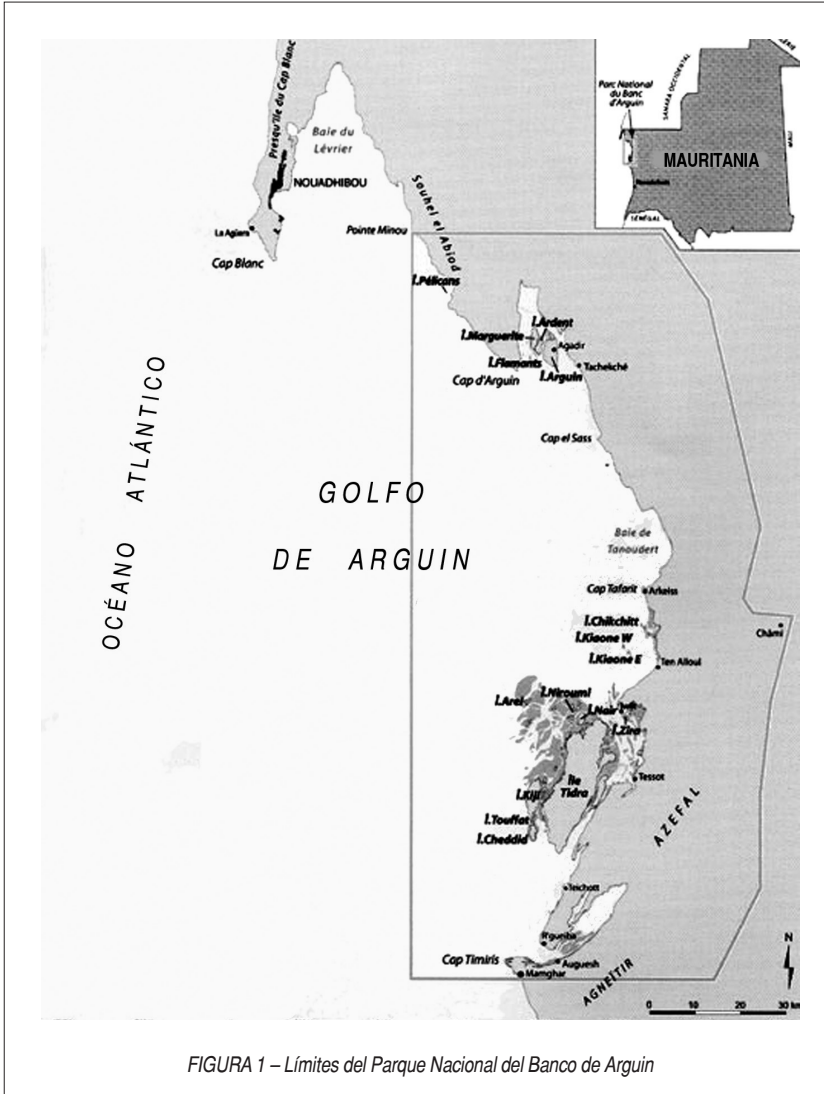 Parc National
du Banc
d'Arguin
SAHARA OCCIDENTAL
MALI
MAURITANIA
SÉNÉGAL
Presqu'île du Cap Blanc
Baie du
Lévrier
NOUADHIBOU
La Agüera
Cap Blanc
Souhel el Abiod
Pointe Minou
Î.Pélicans
Î.Ardent
Î.Marguerite
Agadir
Î.Flamants
Î.Arguin
Tachekché
Cap d'Arguin
Cap el Sass
OCÉANO ATLÁNTICO
GOLFO
DE ARGUIN
Baie de
Tanoudert
Cap Tafarit
Arkeiss
Î.Chikchitt
Î.Kiaone W
Châmi
Î.Kiaone E
Ten Alloul
Î.Niroumi
Î.Arel
Î.Nair
Î.Zira
Île
Tidra
Tessot
Î.Kiji
Î.Touffat
Î.Cheddid
AZEFAL
Teichott
R'gueiba
Cap Timiris
Auguesh
Mamghar
AGNEÏTIR
N
0 10 20 30 km
FIGURA 1 – Límites del Parque Nacional del Banco de Arguin